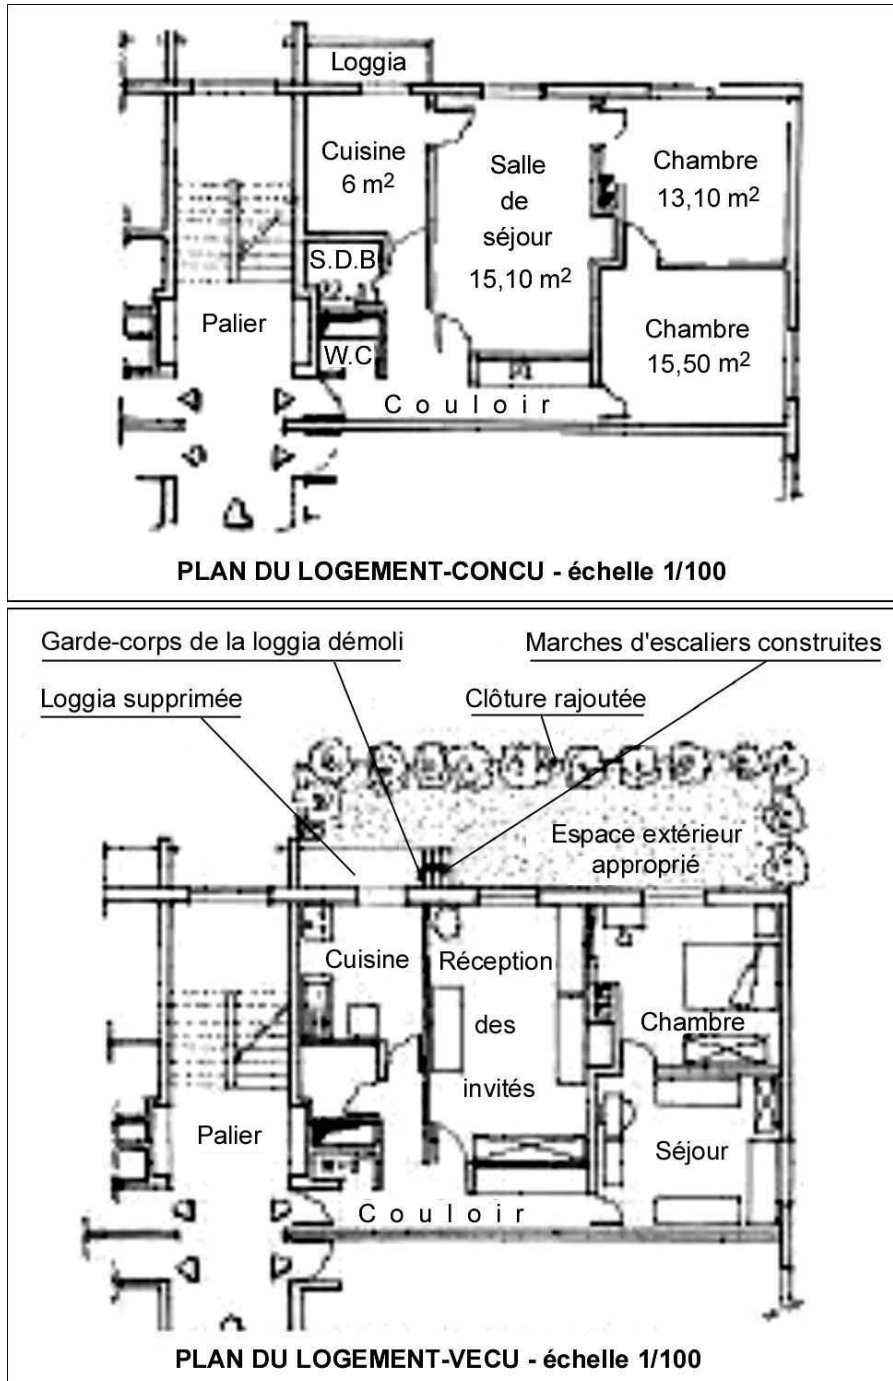 Loggia
Cuisine
6 m²
Salle
de
séjour
15,10 m²
Chambre
13,10 m²
S.D.B
Palier
W.C
Chambre
15,50 m²
Couloir
PLAN DU LOGEMENT-CONCU - échelle 1/100
Garde-corps de la loggia démoli
Marches d'escaliers construites
Loggia supprimée
Clôture rajoutée
Espace extérieur
approprié
Cuisine
Réception
des
invités
Chambre
Palier
Séjour
Couloir
PLAN DU LOGEMENT-VECU - échelle 1/100